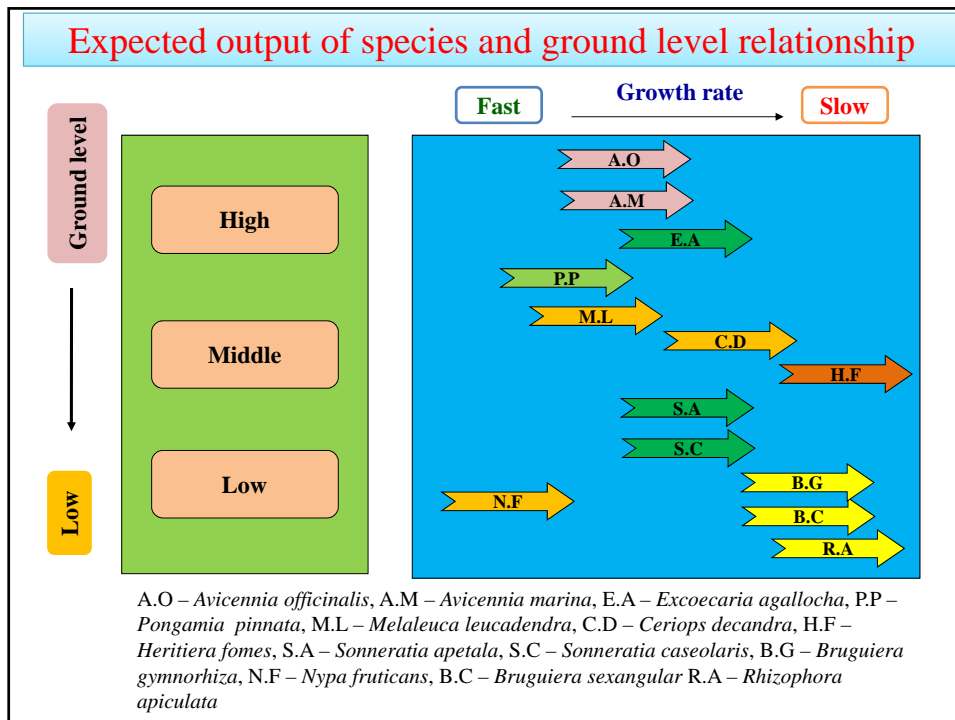 Expected output of species and ground level relationship
Ground level
Low
High
Middle
Low
Fast
Growth rate
Slow
A.O
A.M
E.A
P.P
M.L
C.D
H.F
S.A
S.C
B.G
N.F
B.C
R.A
A.O – Avicennia officinalis, A.M – Avicennia marina, E.A – Excoecaria agallocha, P.P –
Pongamia pinnata, M.L – Melaleuca leucadendra, C.D – Ceriops decandra, H.F –
Heritiera fomes, S.A – Sonneratia apetala, S.C – Sonneratia caseolaris, B.G – Bruguiera
gymnorhiza, N.F – Nypa fruticans, B.C – Bruguiera sexangular R.A – Rhizophora
apiculata